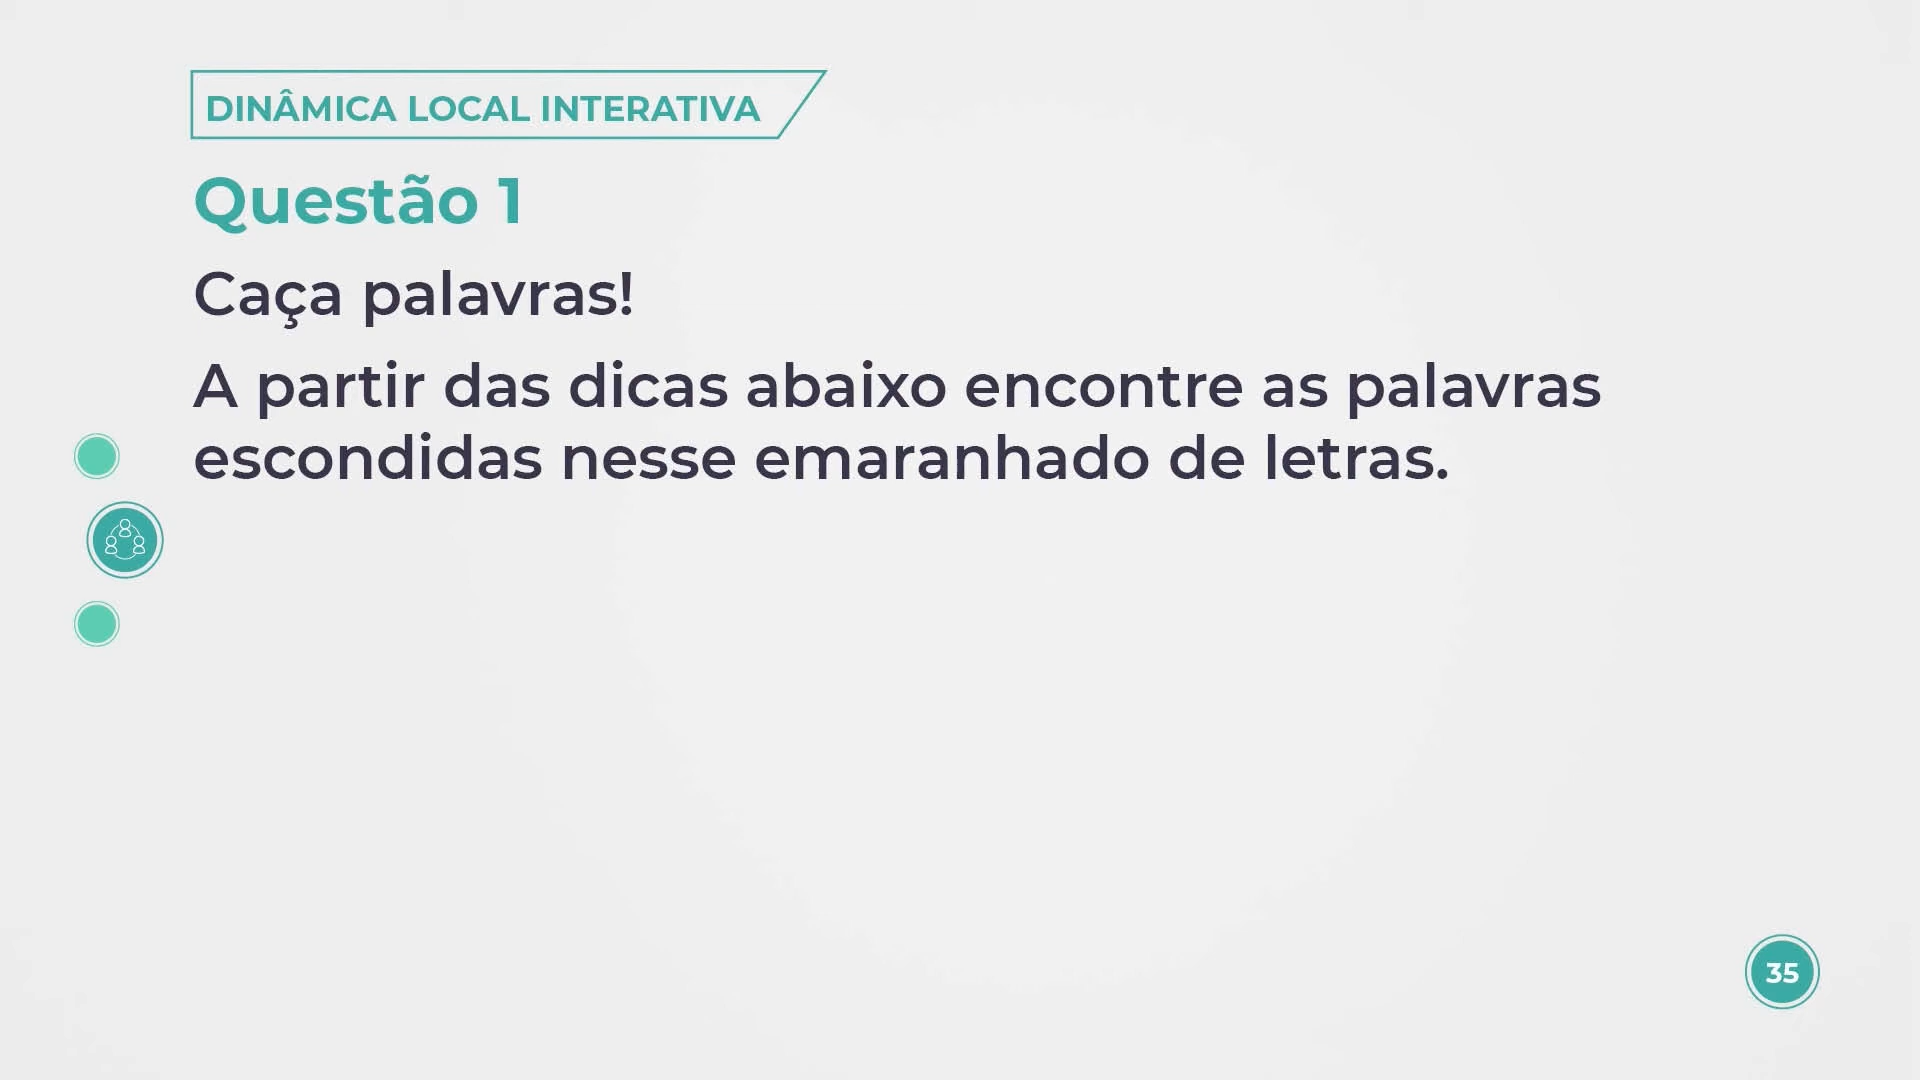 DINÂMICA LOCAL INTERATIVA
Questão 1
Caça palavras!
A partir das dicas abaixo encontre as palavras
escondidas nesse emaranhado de letras.
35